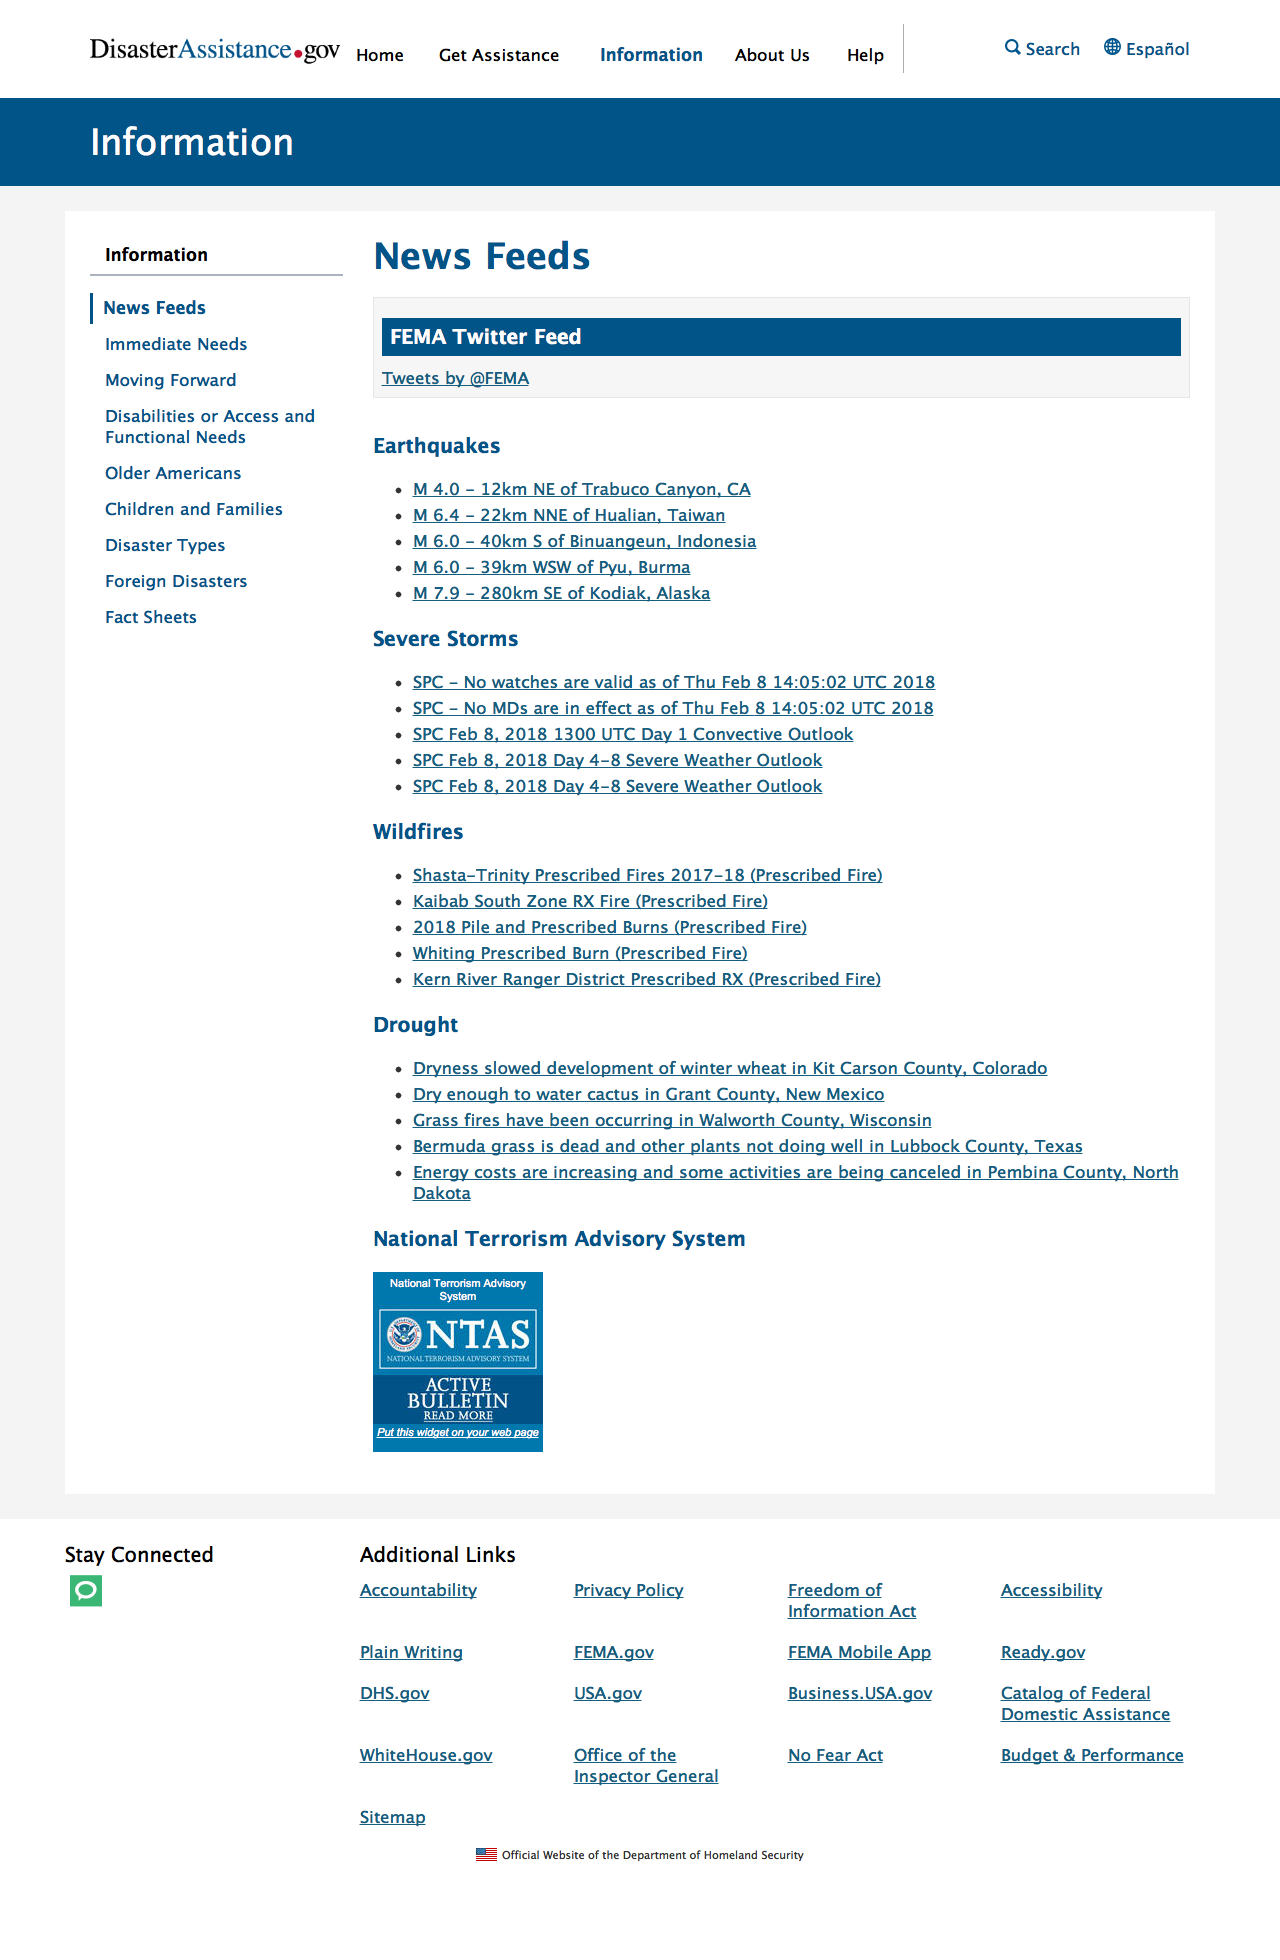 DisasterAssistance.gov Home Get Assistance Information About Us Help Search Español
Information
Information
News Feeds
Immediate Needs
Moving Forward
Disabilities or Access and
Functional Needs
Older Americans
Children and Families
Disaster Types
Foreign Disasters
Fact Sheets
News Feeds
FEMA Twitter Feed
Tweets by @FEMA
Earthquakes
M 4.0 - 12km NE of Trabuco Canyon, CA
M 6.4 - 22km NNE of Hualian, Taiwan
M 6.0 - 40km S of Binuangeun, Indonesia
M 6.0 - 39km WSW of Pyu, Burma
M 7.9 - 280km SE of Kodiak, Alaska
Severe Storms
SPC - No watches are valid as of Thu Feb 8 14:05:02 UTC 2018
SPC - No MDs are in effect as of Thu Feb 8 14:05:02 UTC 2018
SPC Feb 8, 2018 1300 UTC Day 1 Convective Outlook
SPC Feb 8, 2018 Day 4-8 Severe Weather Outlook
SPC Feb 8, 2018 Day 4-8 Severe Weather Outlook
Wildfires
Shasta-Trinity Prescribed Fires 2017-18 (Prescribed Fire)
Kaibab South Zone RX Fire (Prescribed Fire)
2018 Pile and Prescribed Burns (Prescribed Fire)
Whiting Prescribed Burn (Prescribed Fire)
Kern River Ranger District Prescribed RX (Prescribed Fire)
Drought
Dryness slowed development of winter wheat in Kit Carson County, Colorado
Dry enough to water cactus in Grant County, New Mexico
Grass fires have been occurring in Walworth County, Wisconsin
Bermuda grass is dead and other plants not doing well in Lubbock County, Texas
Energy costs are increasing and some activities are being canceled in Pembina County, North
Dakota
National Terrorism Advisory System
National Terrorism Advisory
System
NTAS
NATIONAL TERRORISM ADVISORY SYSTEM
ACTIVE
BULLETIN
READ MORE
Put this widget on your web page
Stay Connected
Additional Links
Accountability
Privacy Policy
Freedom of
Information Act
Accessibility
Plain Writing
FEMA.gov
FEMA Mobile App
Ready.gov
DHS.gov
USA.gov
Business.USA.gov
Catalog of Federal
Domestic Assistance
WhiteHouse.gov
Office of the
Inspector General
No Fear Act
Budget & Performance
Sitemap
Official Website of the Department of Homeland Security